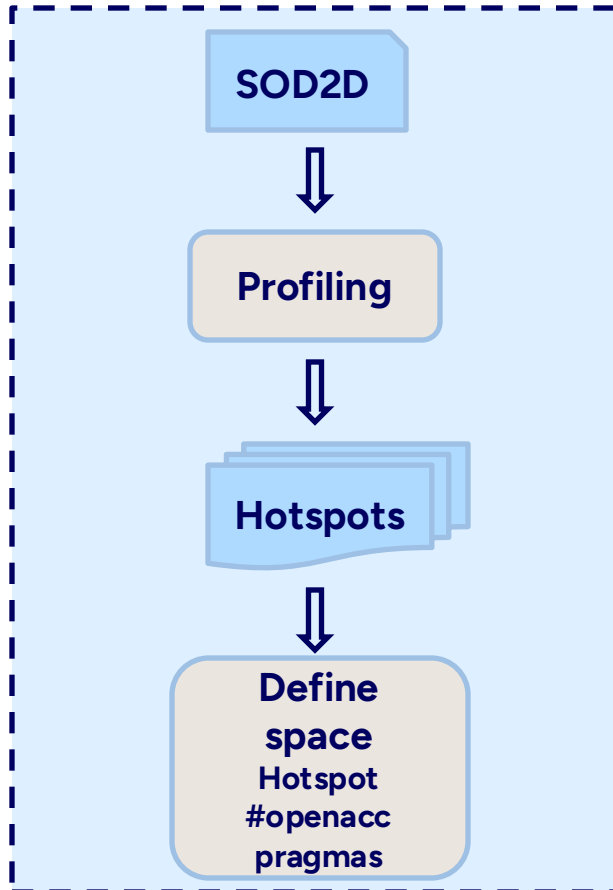 SOD2D
Profiling
Hotspots
Define
space
Hotspot
#openacc
pragmas